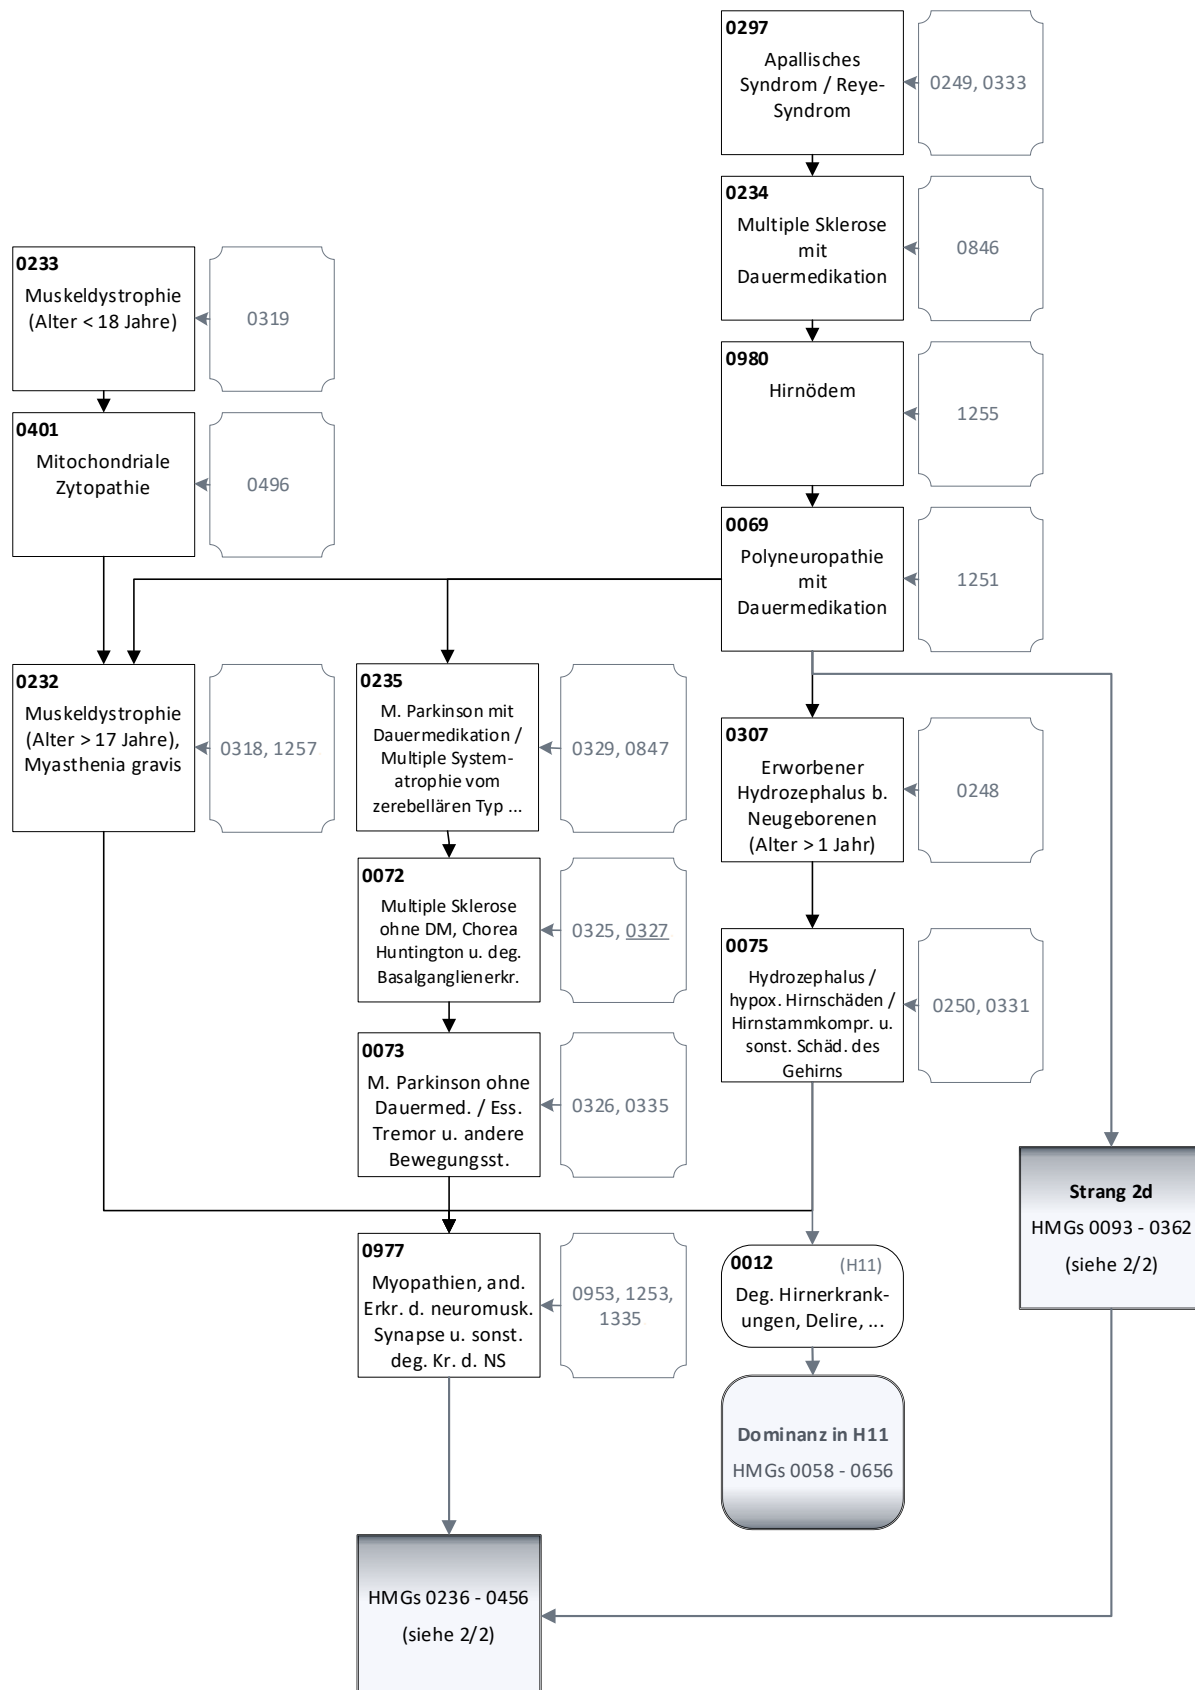 0297
Apallisches
Syndrom / Reye-
Syndrom
0249, 0333
0234
Multiple Sklerose
mit
Dauermedikation
0846
0233
Muskeldystrophie
(Alter < 18 Jahre)
0319
0980
Hirnödem
1255
0401
Mitochondriale
Zytopathie
0496
0069
Polyneuropathie
mit
Dauermedikation
1251
0232
Muskeldystrophie
(Alter > 17 Jahre),
Myasthenia gravis
0318, 1257
0235
M. Parkinson mit
Dauermedikation /
Multiple System-
atrophie vom
zerebellären Typ ...
0329, 0847
0307
Erworbener
Hydrozephalus b.
Neugeborenen
(Alter > 1 Jahr)
0248
0072
Multiple Sklerose
ohne DM, Chorea
Huntington u. deg.
Basalganglienerkr.
0325, 0327
0075
Hydrozephalus /
hypox. Hirnschäden /
Hirnstammkompr. u.
sonst. Schäd. des
Gehirns
0250, 0331
0073
M. Parkinson ohne
Dauermed. / Ess.
Tremor u. andere
Bewegungsst.
0326, 0335
Strang 2d
HMGs 0093 - 0362
(siehe 2/2)
0977
Myopathien, and.
Erkr. d. neuromusk.
Synapse u. sonst.
deg. Kr. d. NS
0953, 1253,
1335
0012 (H11)
Deg. Hirnerkrank-
ungen, Delire, ...
Dominanz in H11
HMGs 0058 - 0656
HMGs 0236 - 0456
(siehe 2/2)